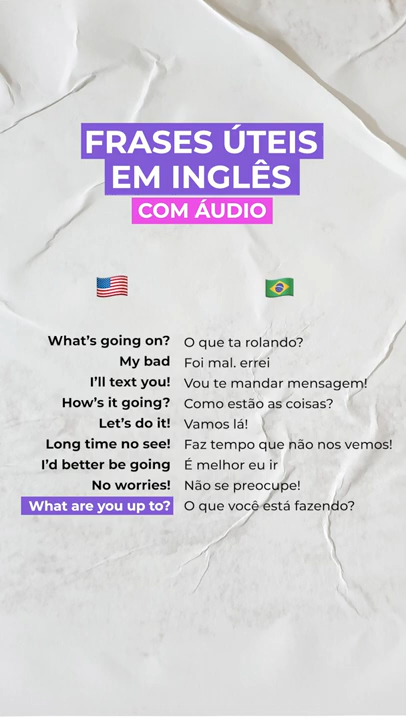 FRASES ÚTEIS
EM INGLÊS
COM ÁUDIO
What's going on? O que ta rolando?
My bad Foi mal. errei
I'll text you! Vou te mandar mensagem!
How's it going? Como estão as coisas?
Let's do it! Vamos lá!
Long time no see! Faz tempo que não nos vemos!
I'd better be going É melhor eu ir
No worries! Não se preocupe!
What are you up to? O que você está fazendo?